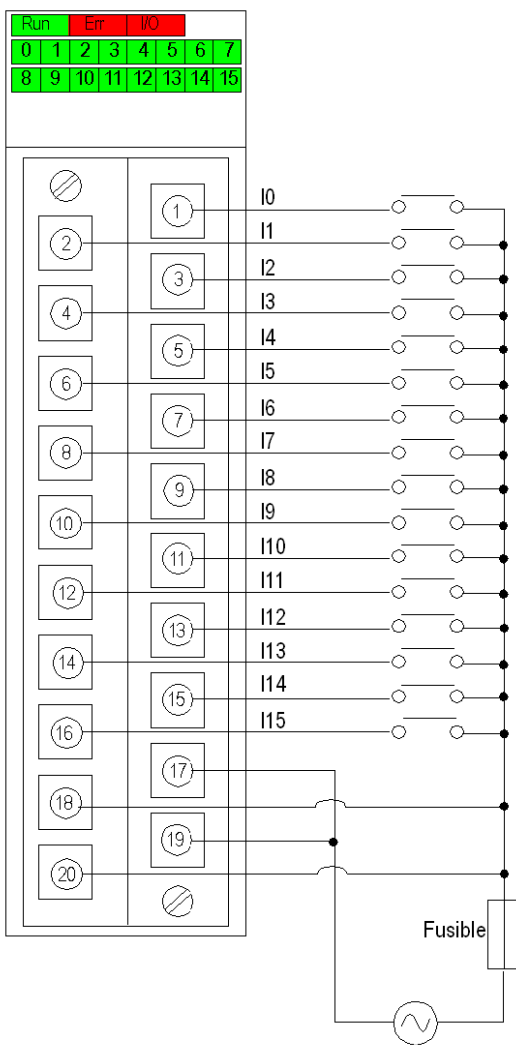 Run Err I/O
0 1 2 3 4 5 6 7
8 9 10 11 12 13 14 15
1 I0
2 I1
3 I2
4 I3
5 I4
6 I5
7 I6
8 I7
9 I8
10 I9
11 I10
12 I11
13 I12
14 I13
15 I14
16 I15
17
18
19
20
Fusible